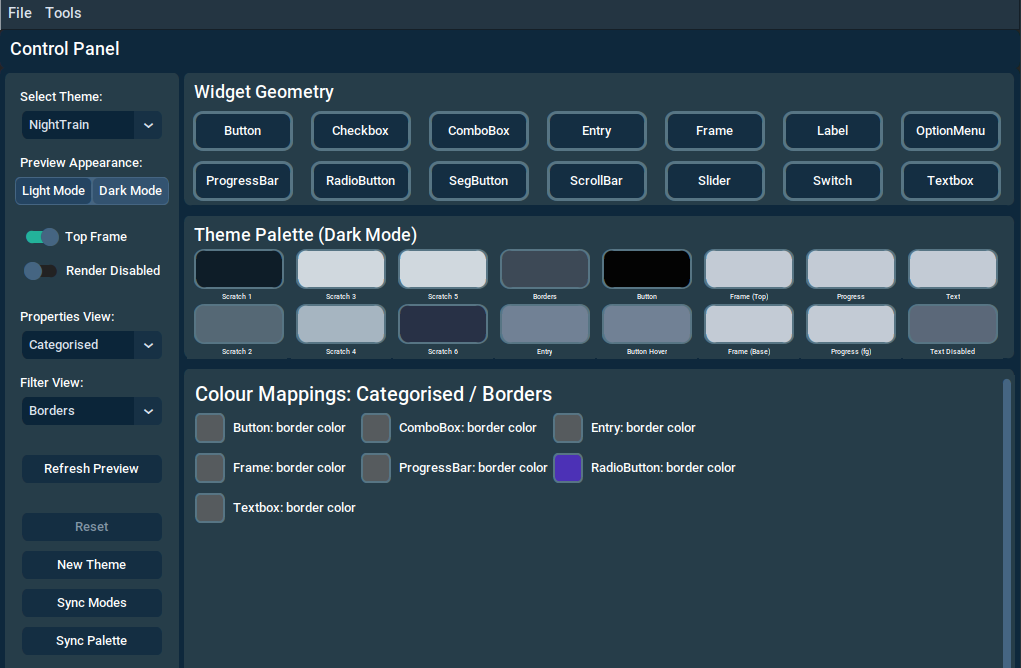 File Tools
Control Panel
Select Theme:
NightTrain
Preview Appearance:
Light Mode Dark Mode
Top Frame
Render Disabled
Properties View:
Categorised
Filter View:
Borders
Refresh Preview
Reset
New Theme
Sync Modes
Sync Palette
Widget Geometry
Button Checkbox ComboBox Entry Frame Label OptionMenu
ProgressBar RadioButton SegButton ScrollBar Slider Switch Textbox
Theme Palette (Dark Mode)
Scratch 1 Scratch 3 Scratch 5 Borders Button Frame (Top) Progress Text
Scratch 2 Scratch 4 Scratch 6 Entry Button Hover Frame (Base) Progress (fg) Text Disabled
Colour Mappings: Categorised / Borders
Button: border color ComboBox: border color Entry: border color
Frame: border color ProgressBar: border color RadioButton: border color
Textbox: border color